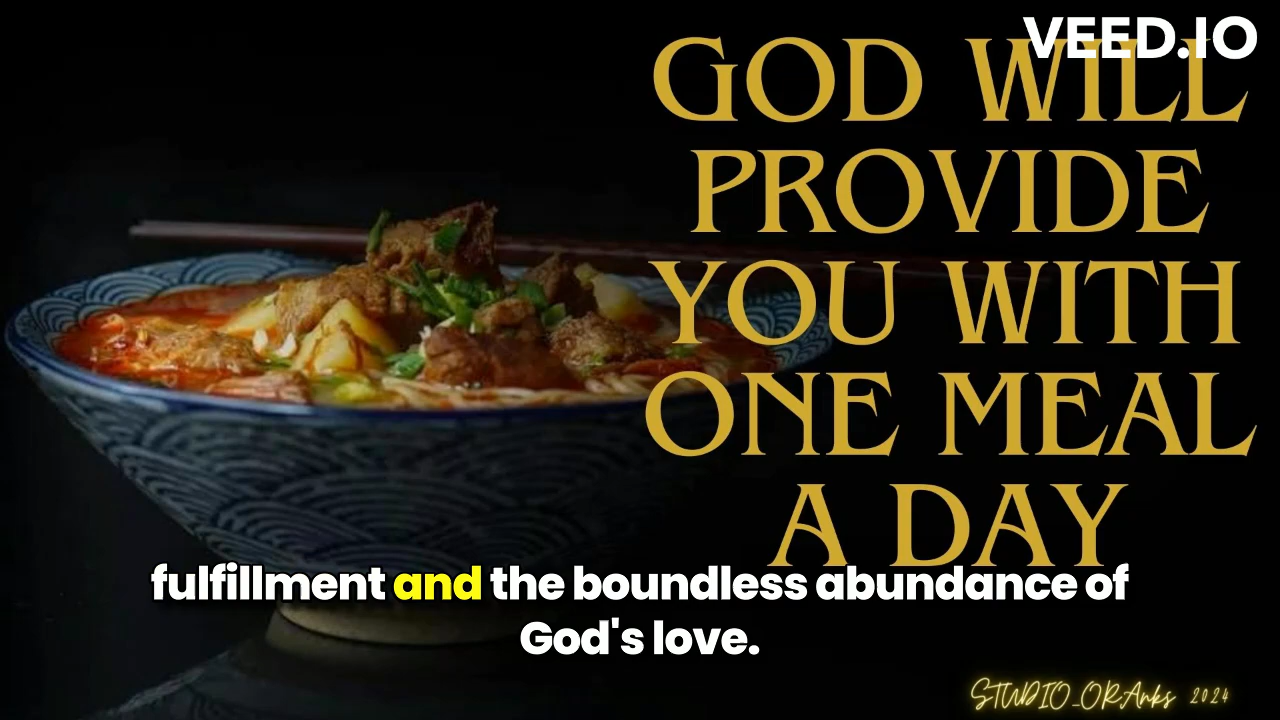 VEED.IO
GOD WILL
PROVIDE
YOU WITH
ONE MEAL
A DAY
fulfillment and the boundless abundance of
God's love.
STUDIO_ORAnks 2024